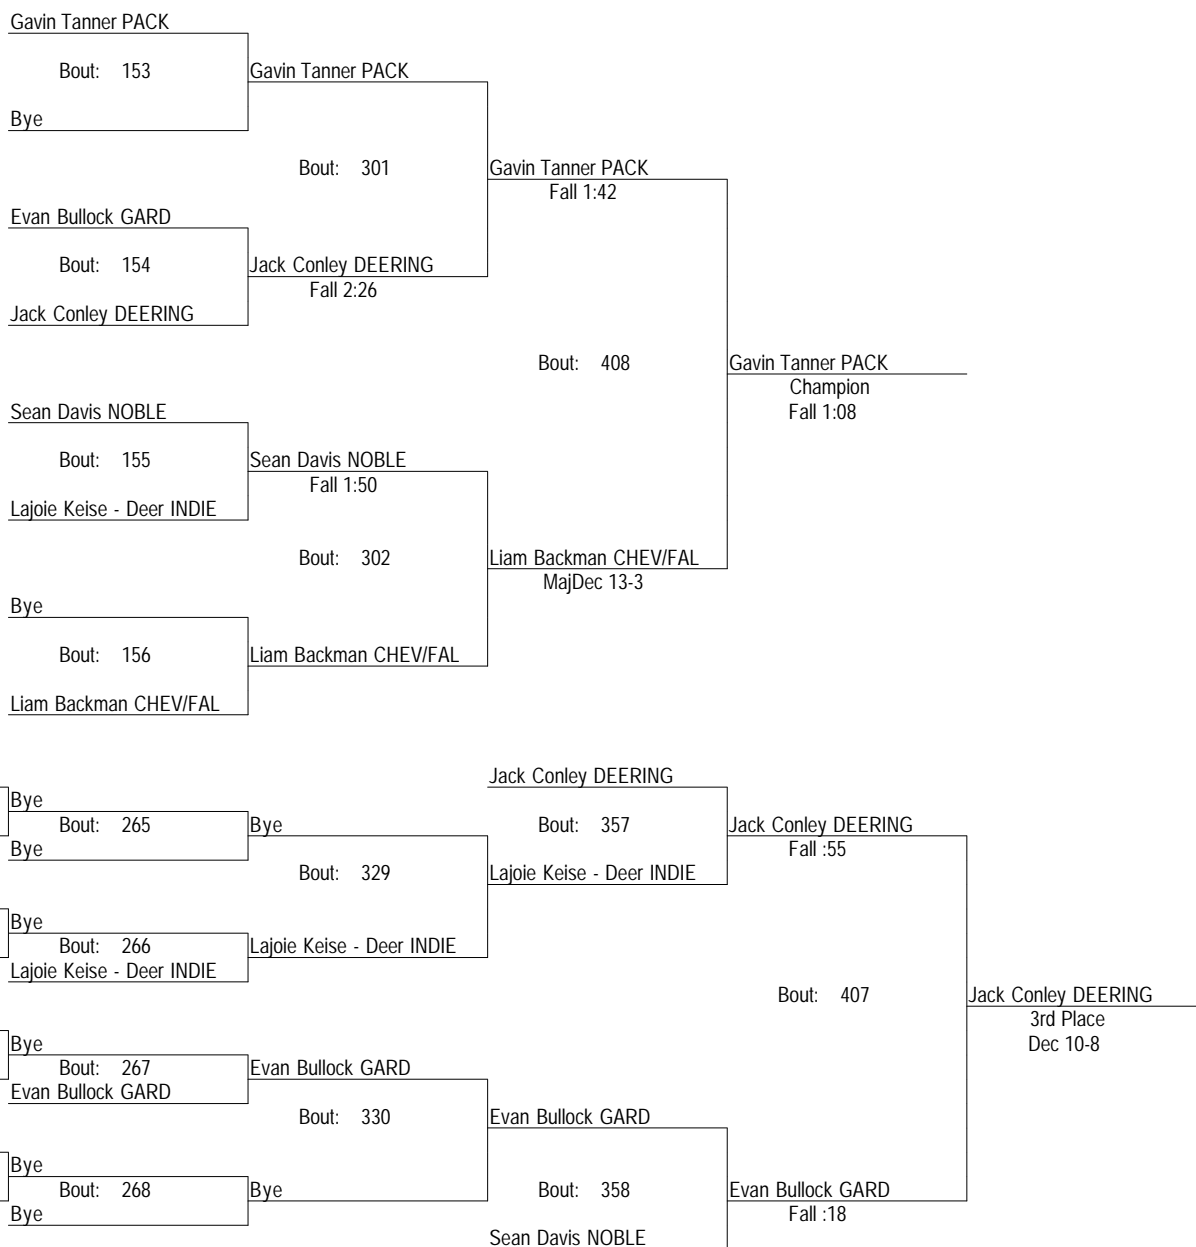 Gavin Tanner PACK
Bout: 153
Gavin Tanner PACK
Bye
Bout: 301
Gavin Tanner PACK
Fall 1:42
Evan Bullock GARD
Bout: 154
Jack Conley DEERING
Fall 2:26
Jack Conley DEERING
Bout: 408
Gavin Tanner PACK
Champion
Fall 1:08
Sean Davis NOBLE
Bout: 155
Sean Davis NOBLE
Fall 1:50
Lajoie Keise - Deer INDIE
Bout: 302
Liam Backman CHEV/FAL
MajDec 13-3
Bye
Bout: 156
Liam Backman CHEV/FAL
Liam Backman CHEV/FAL
Jack Conley DEERING
Bye
Bout: 265
Bye
Bout: 357
Jack Conley DEERING
Bye
Fall :55
Bout: 329
Lajoie Keise - Deer INDIE
Bye
Bout: 266
Lajoie Keise - Deer INDIE
Lajoie Keise - Deer INDIE
Bout: 407
Jack Conley DEERING
3rd Place
Dec 10-8
Bye
Bout: 267
Evan Bullock GARD
Evan Bullock GARD
Bout: 330
Evan Bullock GARD
Bye
Bout: 268
Bye
Bout: 358
Evan Bullock GARD
Bye
Fall :18
Sean Davis NOBLE